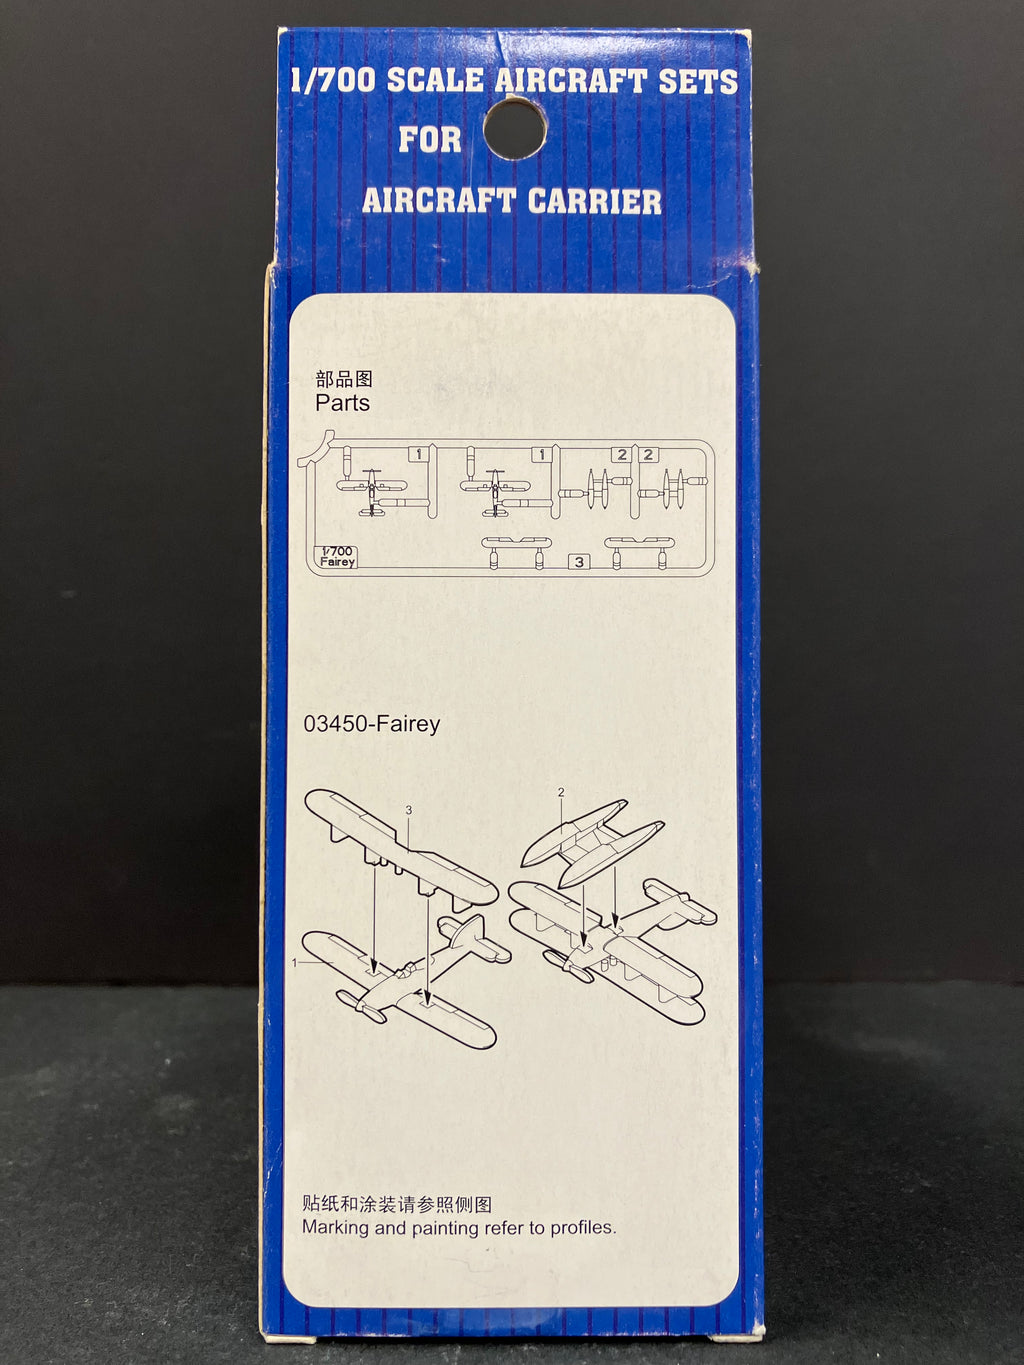 1/700 SCALE AIRCRAFT SETS
FOR
AIRCRAFT CARRIER
部品图
Parts
1
1
2
2
1/700
Fairey
3
03450-Fairey
3
2
1
贴纸和涂装请参照侧图
Marking and painting refer to profiles.